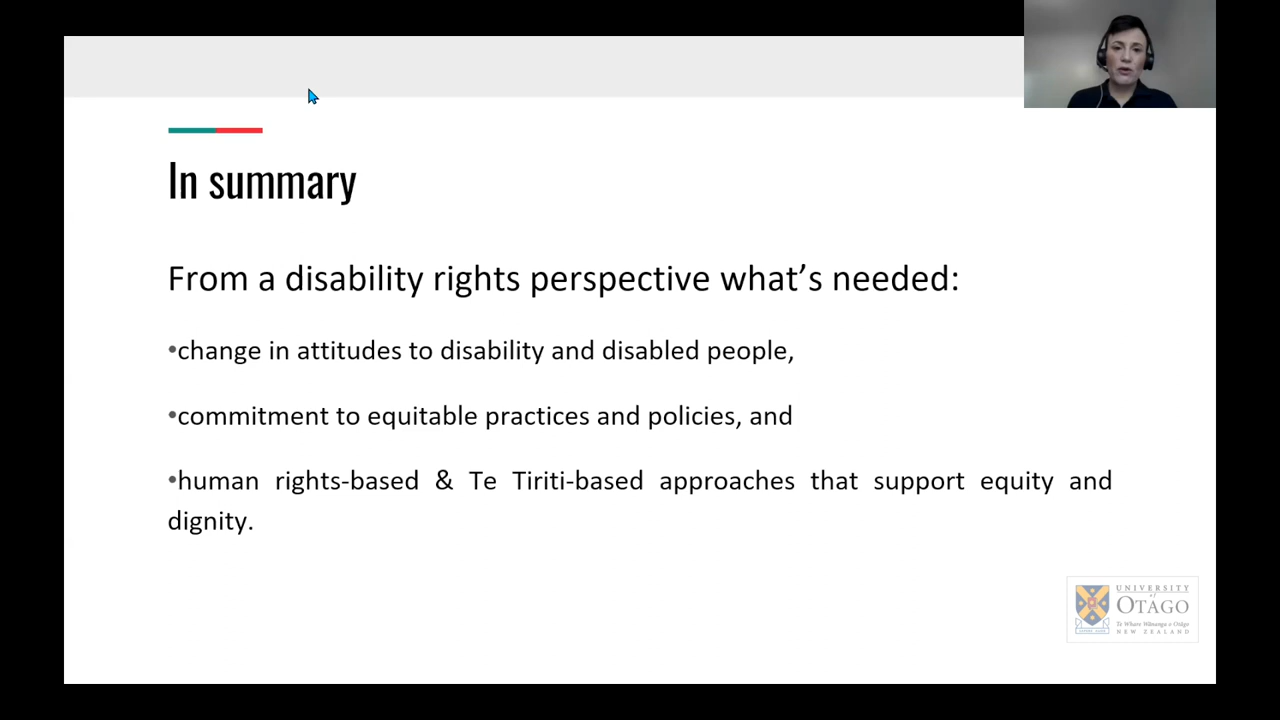 In summary
From a disability rights perspective what's needed:
•change in attitudes to disability and disabled people,
•commitment to equitable practices and policies, and
•human rights-based & Te Tiriti-based approaches that support equity and
dignity.
UNIVERSITY
of
OTAGO
Te Whare Wānanga o Otāgo
NEW ZEALAND